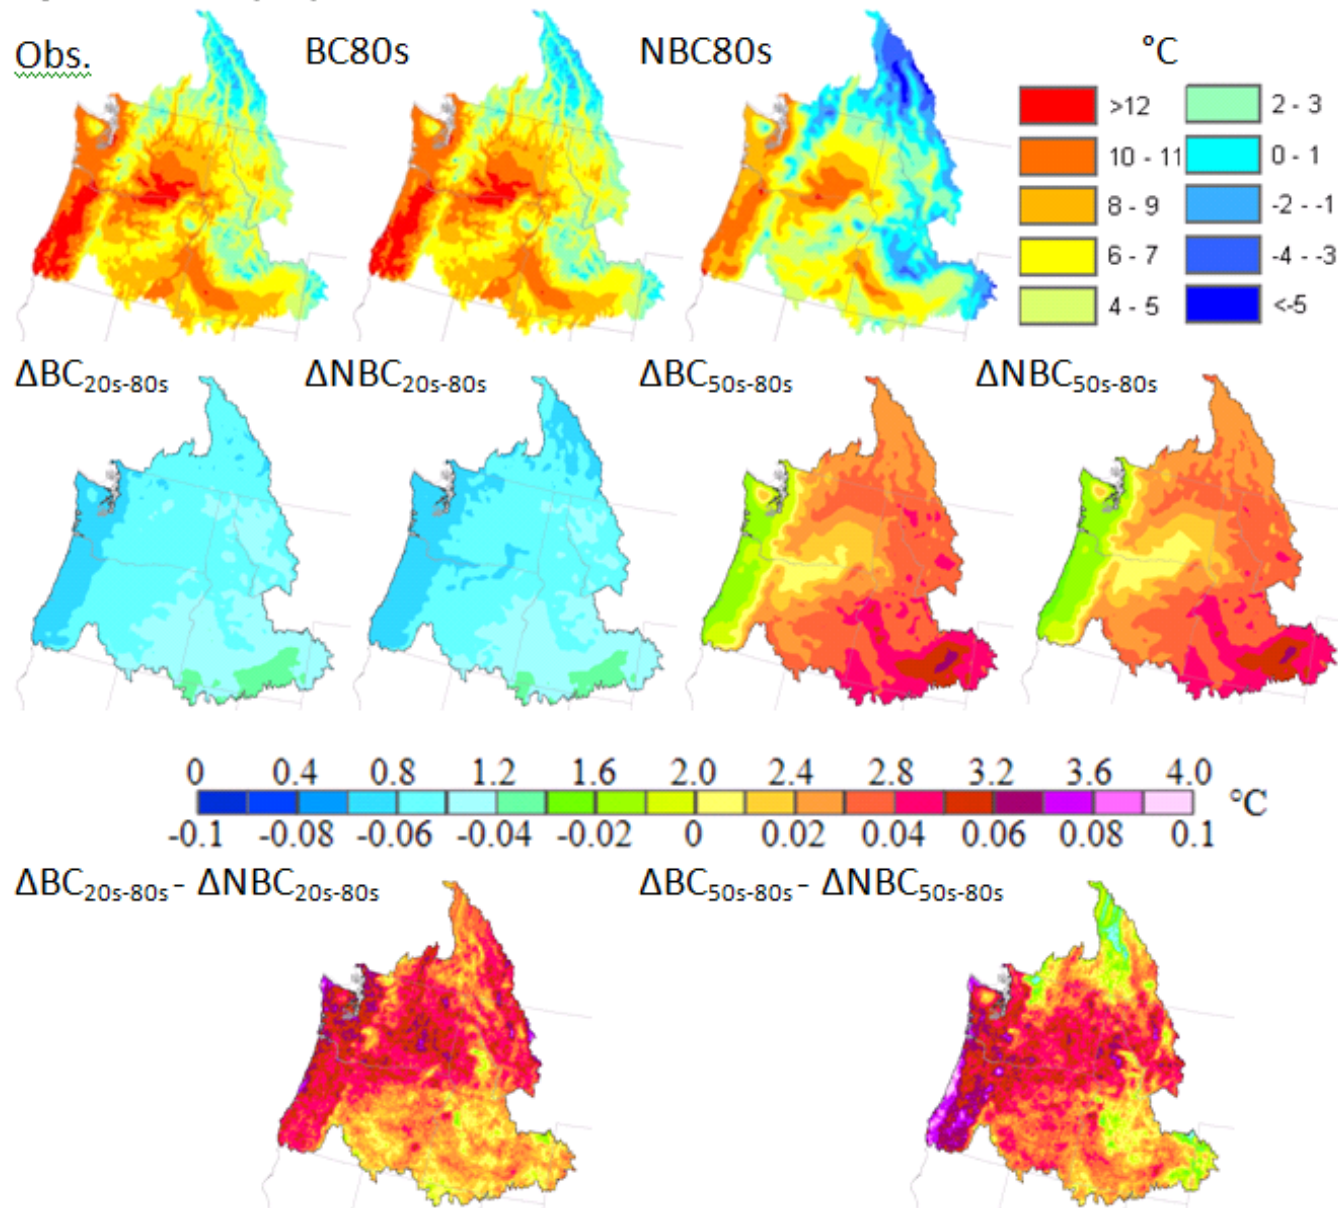 Obs.
BC80s
NBC80s
°C
>12
2 - 3
10 - 11
0 - 1
8 - 9
-2 - -1
6 - 7
-4 - -3
4 - 5
<-5
ΔBC20s-80s
ΔNBC20s-80s
ΔBC50s-80s
ΔNBC50s-80s
0 0.4 0.8 1.2 1.6 2.0 2.4 2.8 3.2 3.6 4.0
°C
-0.1 -0.08 -0.06 -0.04 -0.02 0 0.02 0.04 0.06 0.08 0.1
ΔBC20s-80s - ΔNBC20s-80s
ΔBC50s-80s - ΔNBC50s-80s